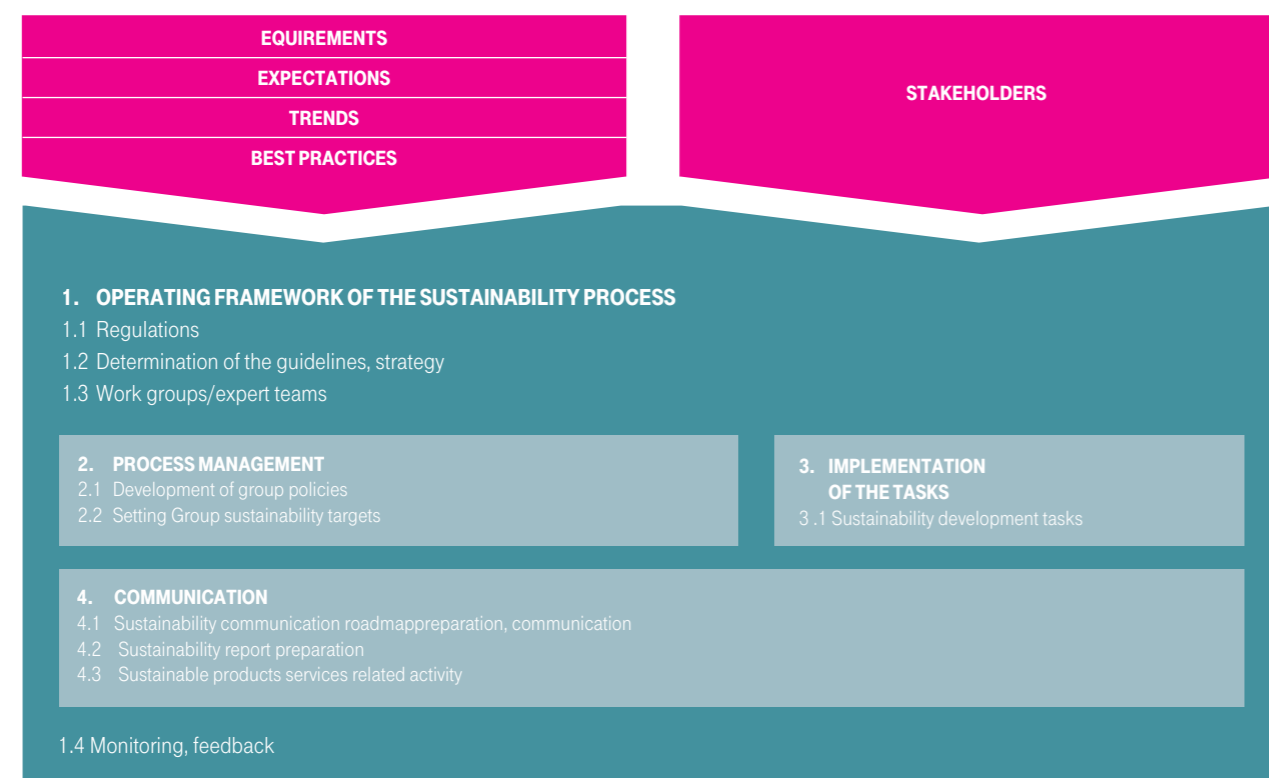 EQUIREMENTS
EXPECTATIONS
TRENDS
BEST PRACTICES
STAKEHOLDERS
1. OPERATING FRAMEWORK OF THE SUSTAINABILITY PROCESS
1.1 Regulations
1.2 Determination of the guidelines, strategy
1.3 Work groups/expert teams
2. PROCESS MANAGEMENT
2.1 Development of group policies
2.2 Setting Group sustainability targets
3. IMPLEMENTATION
OF THE TASKS
3 .1 Sustainability development tasks
4. COMMUNICATION
4.1 Sustainability communication roadmappreparation, communication
4.2 Sustainability report preparation
4.3 Sustainable products services related activity
1.4 Monitoring, feedback